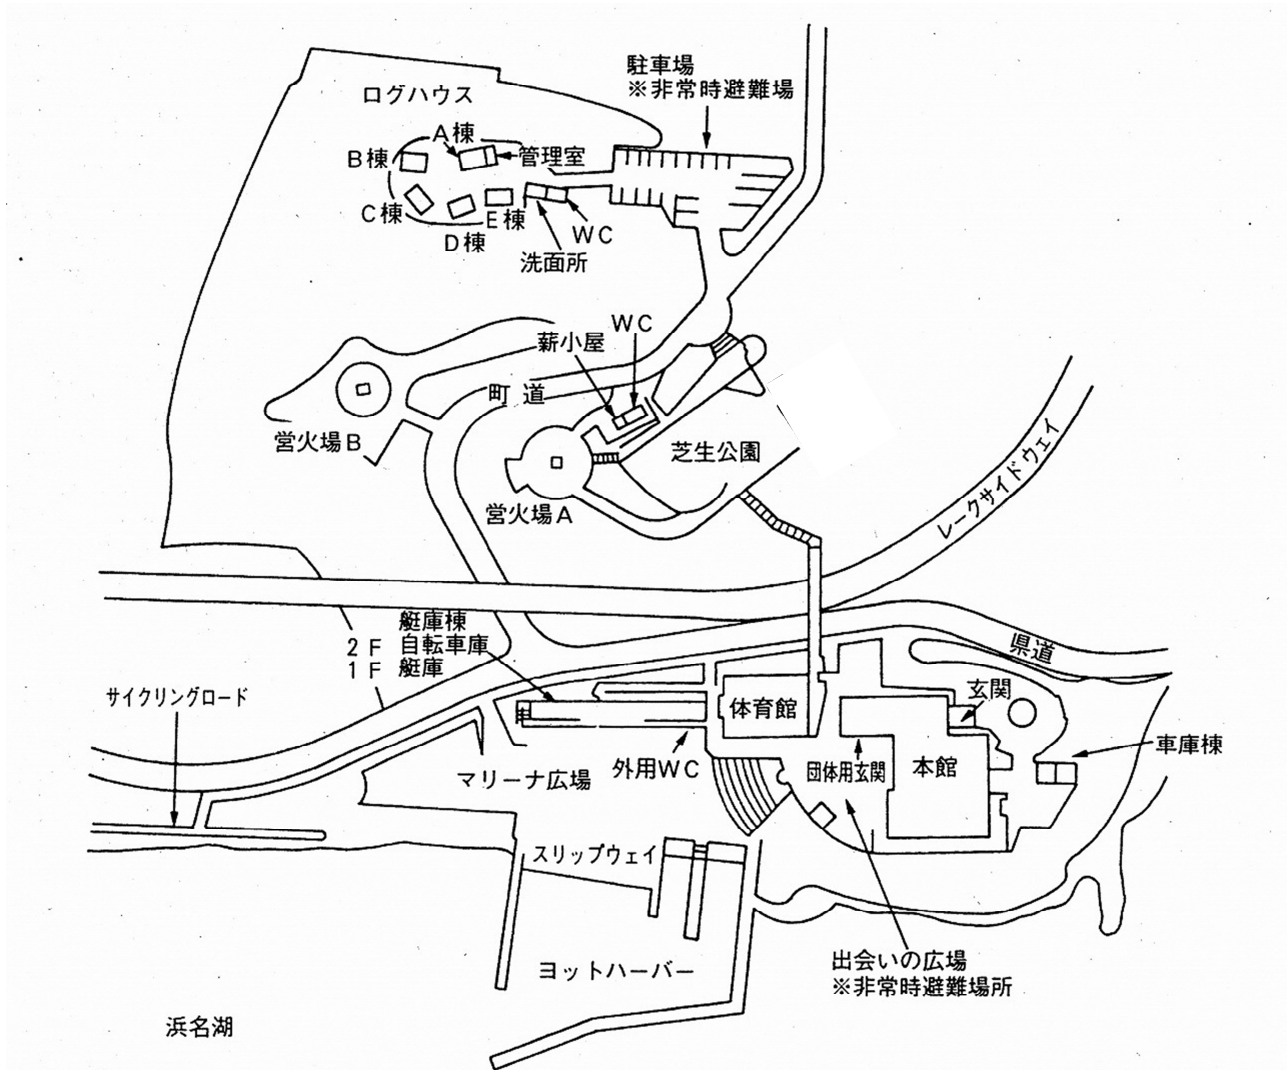 駐車場
※非常時避難場
ログハウス
A棟
B棟
管理室
C棟
E棟
D棟
WC
洗面所
WC
薪小屋
町道
営火場B
芝生公園
営火場A
レークサイドウェイ
艇庫棟
2F 自転車庫
1F 艇庫
県道
サイクリングロード
玄関
体育館
車庫棟
外用WC
団体用玄関
本館
マリーナ広場
スリップウェイ
出会いの広場
※非常時避難場所
ヨットハーバー
浜名湖